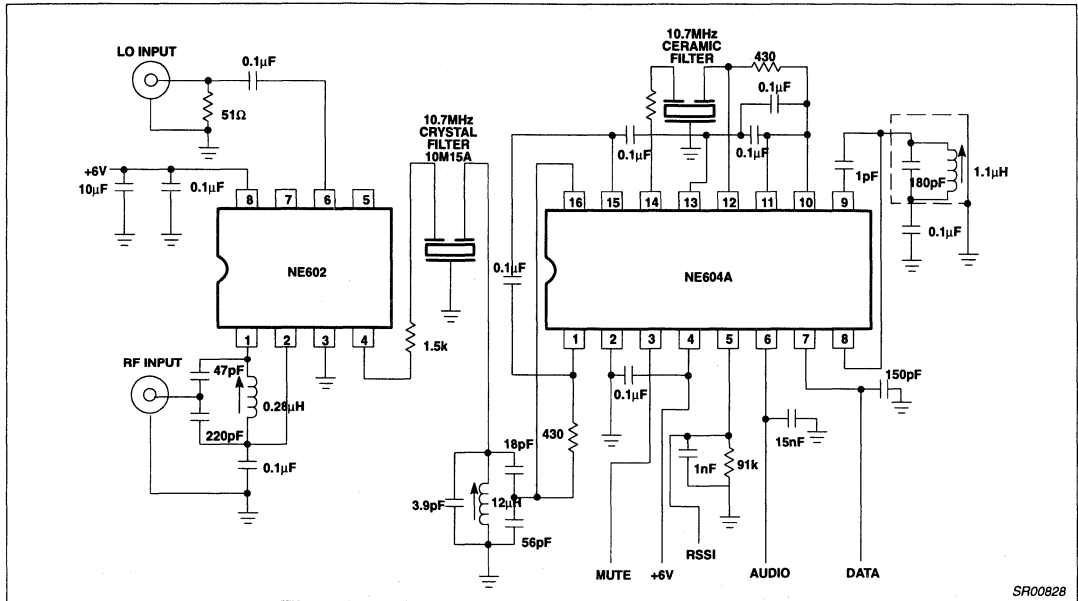 LO INPUT
0.1µF
51Ω
+6V
10µF
0.1µF
8
7
6
5
NE602
1
2
3
4
RF INPUT
47pF
0.28µH
220pF
0.1µF
1.5k
10.7MHz
CRYSTAL
FILTER
10M15A
3.9pF
12µH
18pF
56pF
430
0.1µF
10.7MHz
CERAMIC
FILTER
430
0.1µF
0.1µF
0.1µF
16
15
14
13
12
11
10
9
NE604A
1
2
3
4
5
6
7
8
1pF
180pF
1.1µH
0.1µF
0.1µF
1nF
91k
15nF
150pF
MUTE
+6V
RSSI
AUDIO
DATA
SR00828